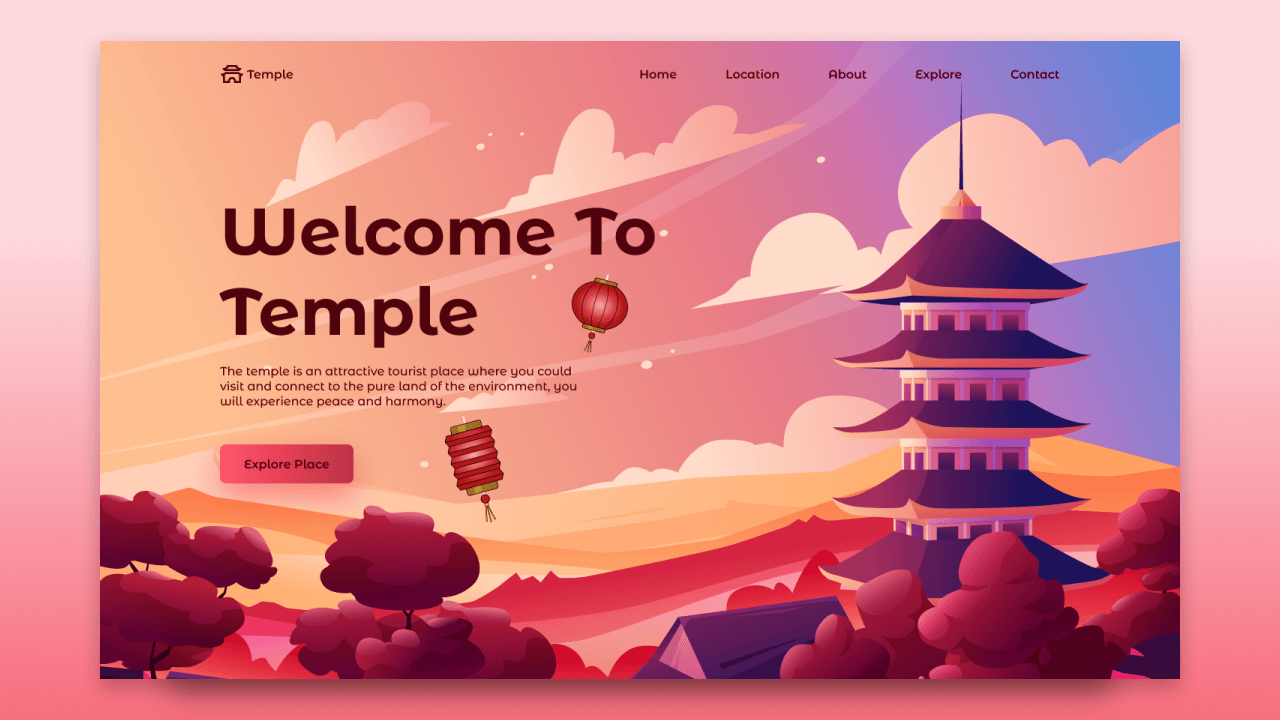 Temple
Home Location About Explore Contact
Welcome To
Temple
The temple is an attractive tourist place where you could
visit and connect to the pure land of the environment, you
will experience peace and harmony.
Explore Place